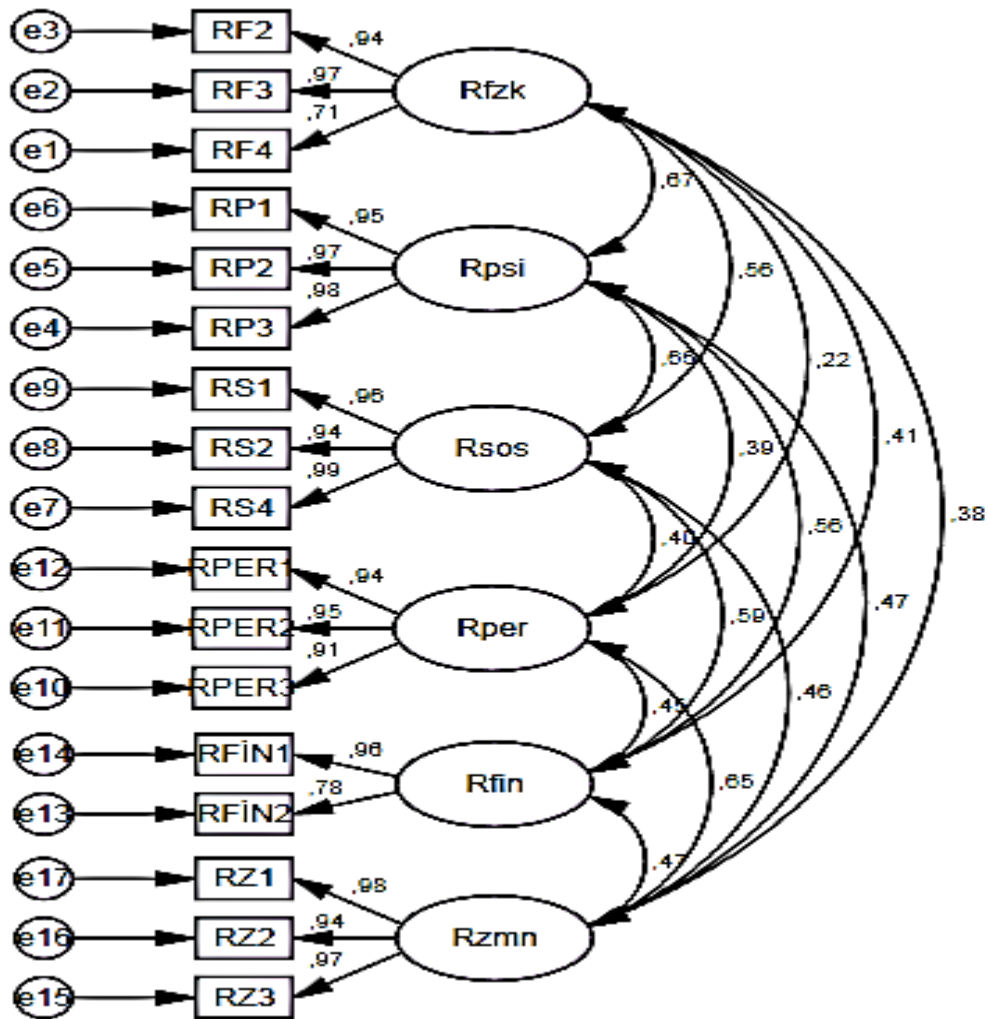 e3 RF2 ,94
e2 RF3 ,97 Rfzk
e1 RF4 ,71
e6 RP1 ,95 ,67
e5 RP2 ,97 Rpsi ,56
e4 RP3 ,98
e9 RS1 ,96 ,65 ,22
e8 RS2 ,94 Rsos ,39 ,41
e7 RS4 ,99 ,38
e12 RPER1 ,94 ,40 ,56
e11 RPER2 ,95 Rper ,59 ,47
e10 RPER3 ,91 ,45 ,46
e14 RFİN1 ,96
e13 RFİN2 ,78 Rfin ,65
e17 RZ1 ,98 ,47
e16 RZ2 ,94 Rzmn
e15 RZ3 ,97